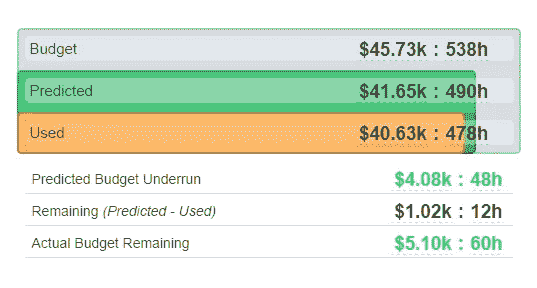 Budget $45.73k : 538h
Predicted $41.65k : 490h
Used $40.63k : 478h
Predicted Budget Underrun $4.08k : 48h
Remaining (Predicted - Used) $1.02k : 12h
Actual Budget Remaining $5.10k : 60h